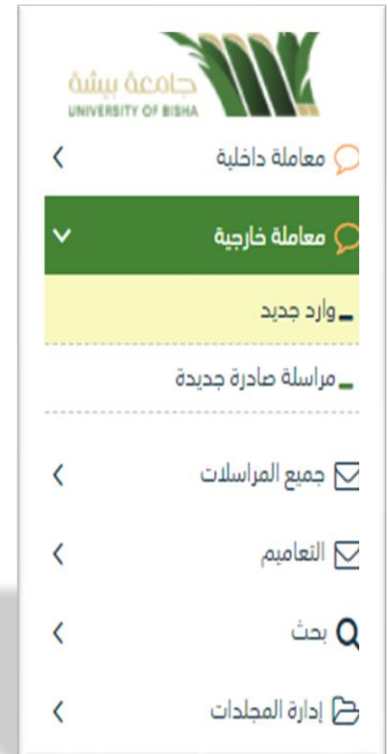 جامعة بيشة
UNIVERSITY OF BISHA
معاملة داخلية
معاملة خارجية
وارد جديد
مراسلة صادرة جديدة
جميع المراسلات
التعاميم
بحث
إدارة المجلدات